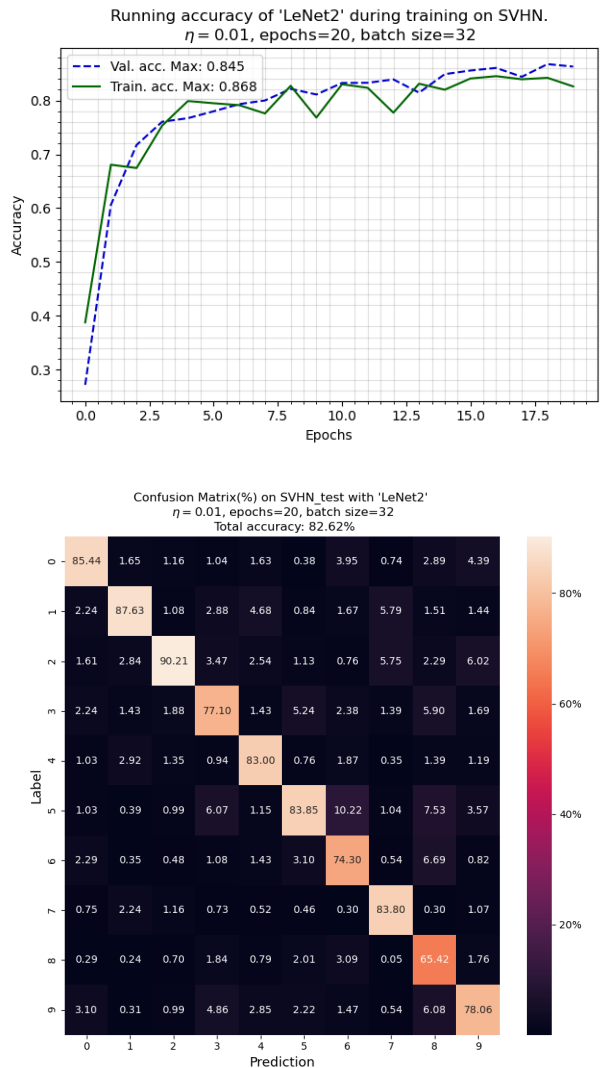 Running accuracy of 'LeNet2' during training on SVHN.
η = 0.01, epochs=20, batch size=32
Val. acc. Max: 0.845
Train. acc. Max: 0.868
Accuracy
0.8
0.7
0.6
0.5
0.4
0.3
0.0 2.5 5.0 7.5 10.0 12.5 15.0 17.5
Epochs
Confusion Matrix(%) on SVHN_test with 'LeNet2'
η = 0.01, epochs=20, batch size=32
Total accuracy: 82.62%
Label
0 85.44 1.65 1.16 1.04 1.63 0.38 3.95 0.74 2.89 4.39
1 2.24 87.63 1.08 2.88 4.68 0.84 1.67 5.79 1.51 1.44
2 1.61 2.84 90.21 3.47 2.54 1.13 0.76 5.75 2.29 6.02
3 2.24 1.43 1.88 77.10 1.43 5.24 2.38 1.39 5.90 1.69
4 1.03 2.92 1.35 0.94 83.00 0.76 1.87 0.35 1.39 1.19
5 1.03 0.39 0.99 6.07 1.15 83.85 10.22 1.04 7.53 3.57
6 2.29 0.35 0.48 1.08 1.43 3.10 74.30 0.54 6.69 0.82
7 0.75 2.24 1.16 0.73 0.52 0.46 0.30 83.80 0.30 1.07
8 0.29 0.24 0.70 1.84 0.79 2.01 3.09 0.05 65.42 1.76
9 3.10 0.31 0.99 4.86 2.85 2.22 1.47 0.54 6.08 78.06
0 1 2 3 4 5 6 7 8 9
Prediction
80%
60%
40%
20%